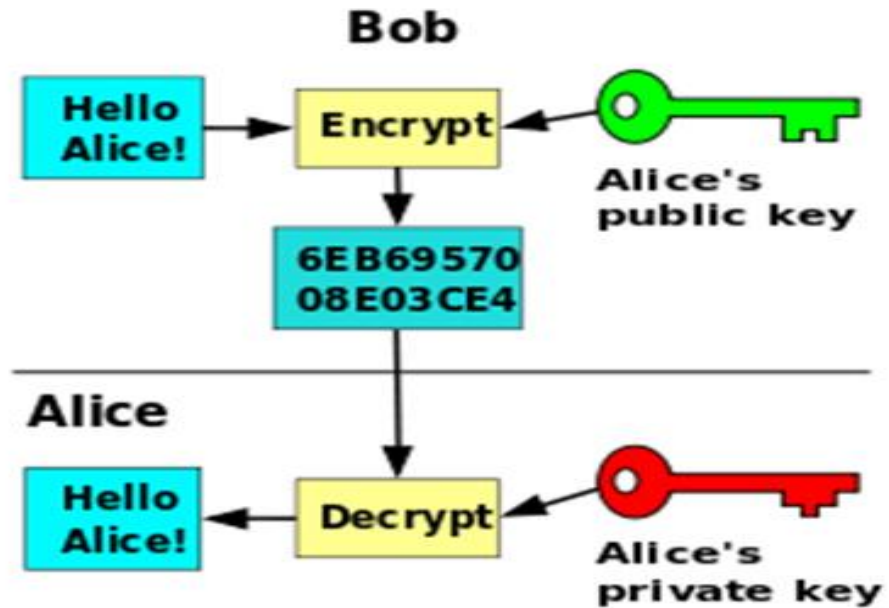 Bob
Hello
Alice!
Encrypt
Alice's
public key
6EB69570
08E03CE4
Alice
Hello
Alice!
Decrypt
Alice's
private key